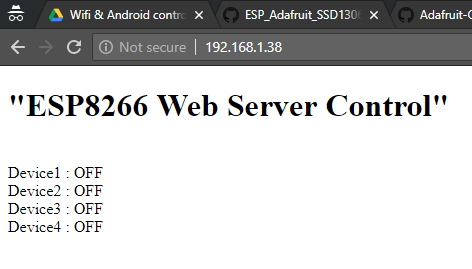 Wifi & Android contro
ESP_Adafruit_SSD1306
Adafruit-G
Not secure
192.168.1.38
"ESP8266 Web Server Control"
Device1 : OFF
Device2 : OFF
Device3 : OFF
Device4 : OFF